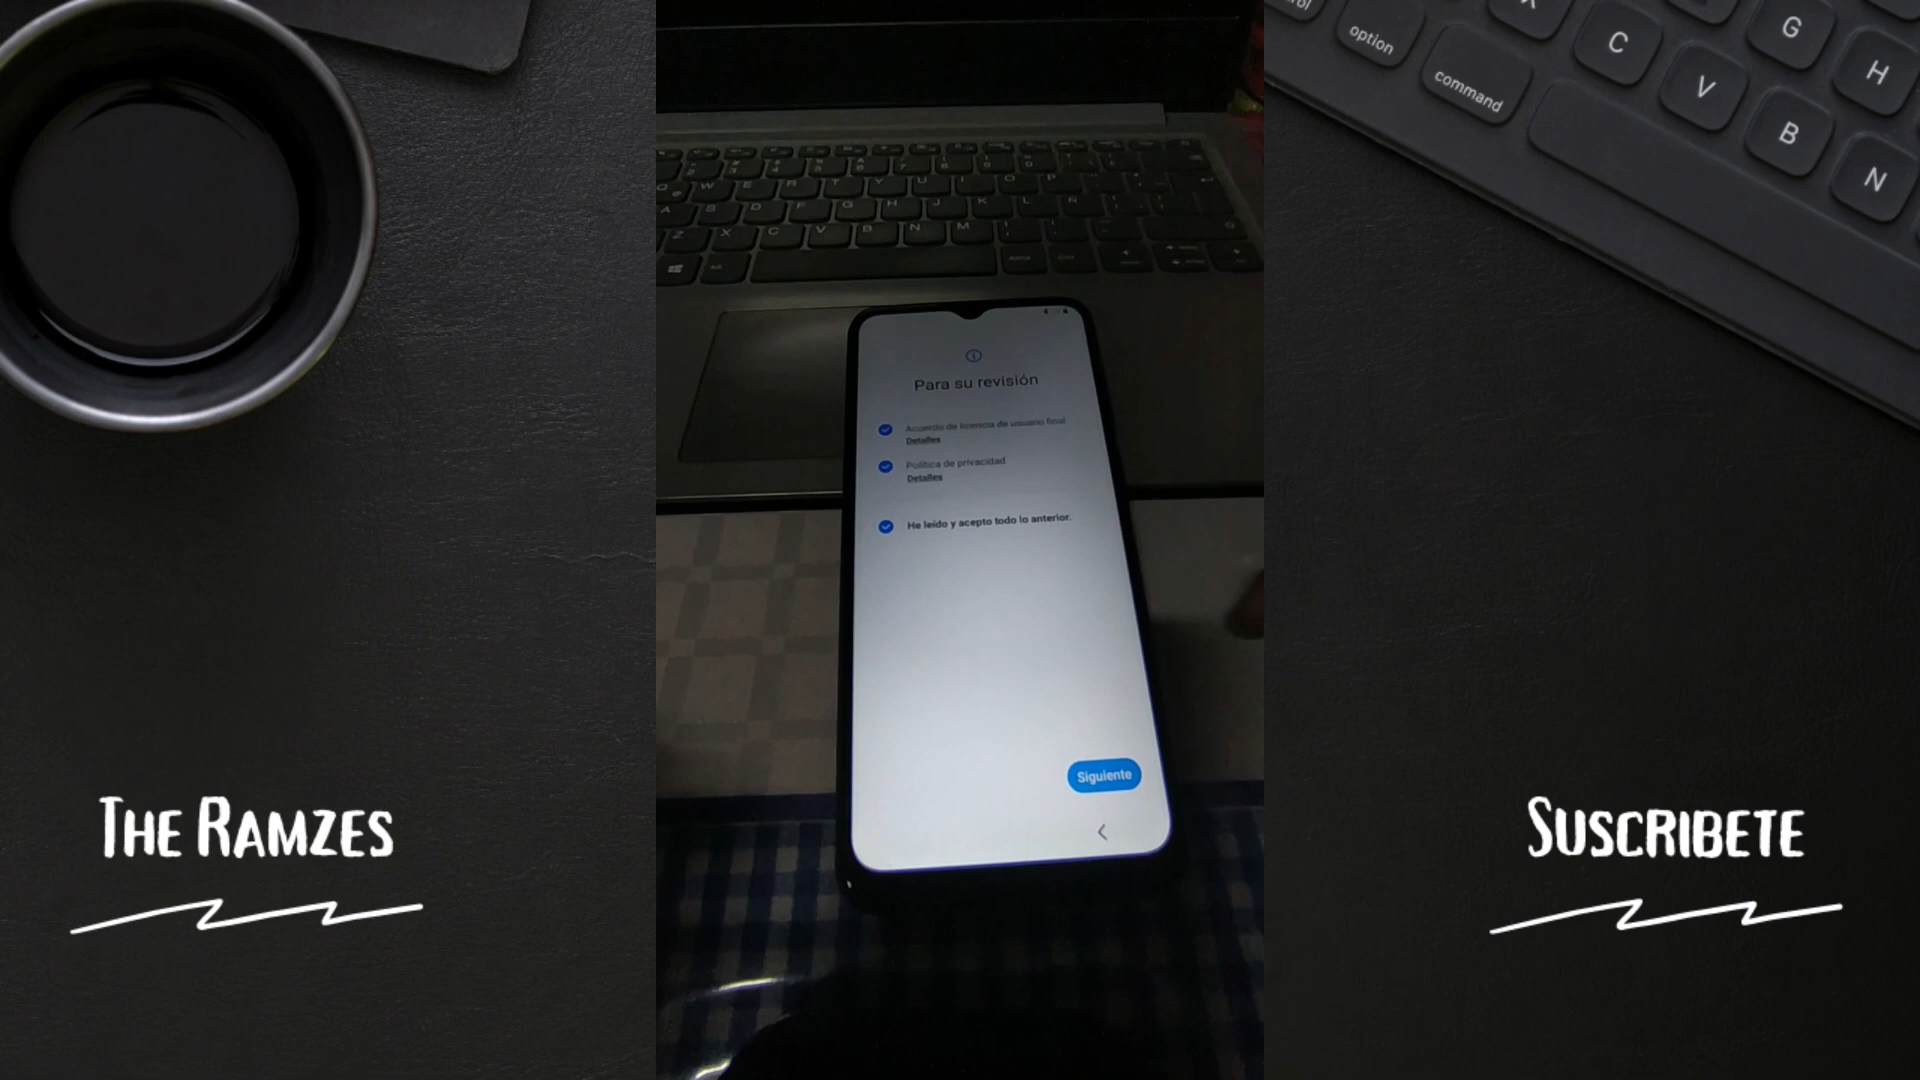 Para su revisión
Acuerdo de licencia de usuario final
Detalles
Política de privacidad
Detalles
He leído y acepto todo lo anterior.
Siguiente
The Ramzes
Suscribete
option
command
C
V
B
N
G
H
Q W E R T Y U I O P
A S D F G H J K L Ñ
Z X C V B N M